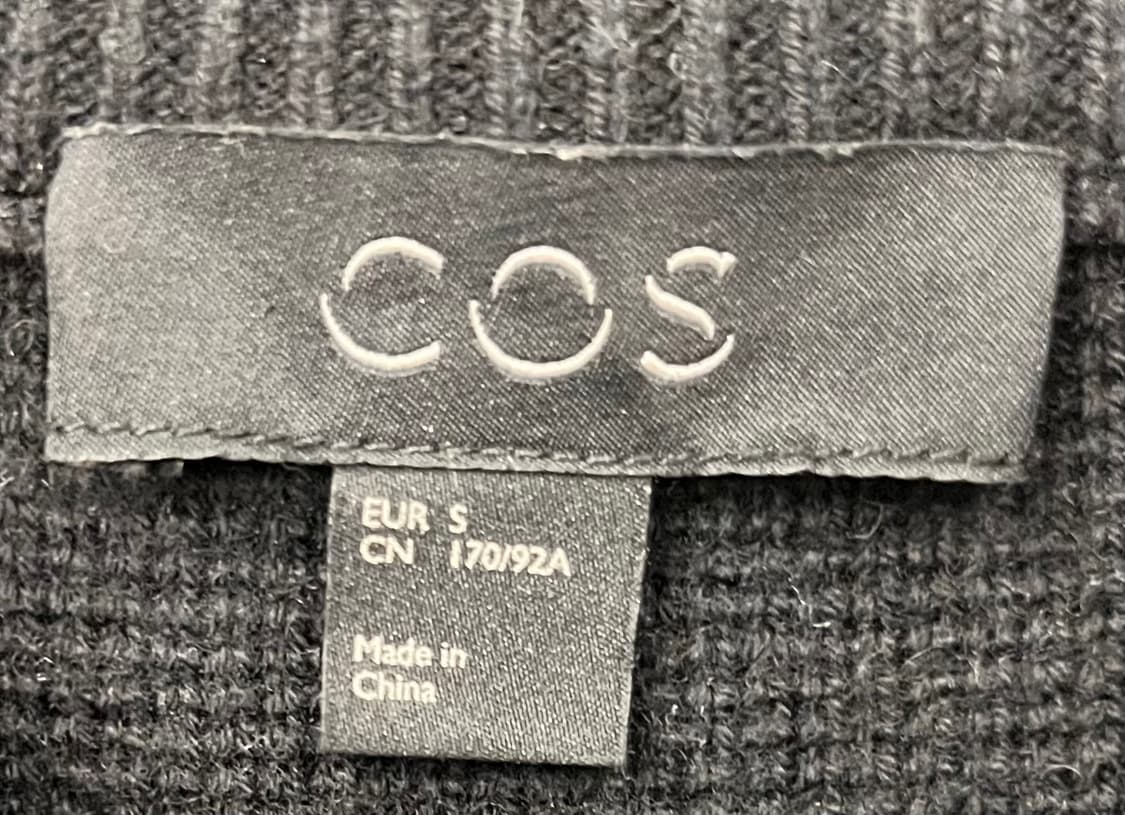 COS
EUR S
CN 170/92A
Made in
China